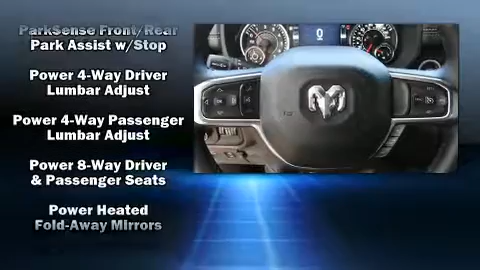 ParkSense Front/Rear
Park Assist w/Stop
Power 4-Way Driver
Lumbar Adjust
Power 4-Way Passenger
Lumbar Adjust
Power 8-Way Driver
& Passenger Seats
Power Heated
Fold-Away Mirrors